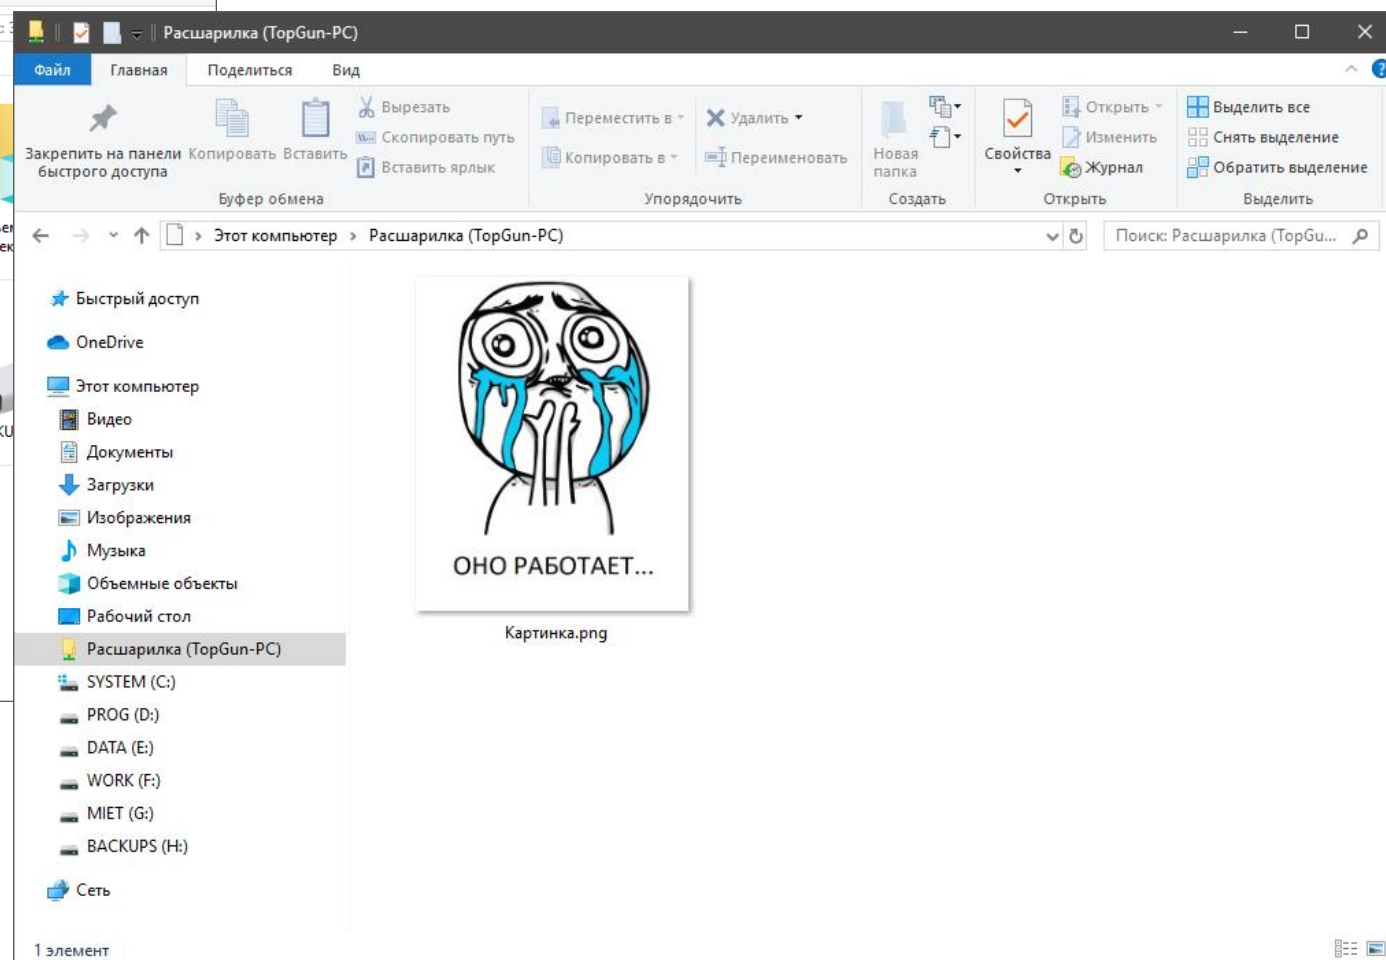 Расшарилка (TopGun-PC)
Файл Главная Поделиться Вид
Закрепить на панели быстрого доступа
Копировать
Вставить
Вырезать
Скопировать путь
Вставить ярлык
Буфер обмена
Переместить в
Копировать в
Удалить
Переименовать
Упорядочить
Новая папка
Создать
Свойства
Открыть
Изменить
Журнал
Открыть
Выделить все
Снять выделение
Обратить выделение
Выделить
Этот компьютер › Расшарилка (TopGun-PC)
Поиск: Расшарилка (TopGu...
Быстрый доступ
OneDrive
Этот компьютер
Видео
Документы
Загрузки
Изображения
Музыка
Объемные объекты
Рабочий стол
Расшарилка (TopGun-PC)
SYSTEM (C:)
PROG (D:)
DATA (E:)
WORK (F:)
MIET (G:)
BACKUPS (H:)
Сеть
ОНО РАБОТАЕТ...
Картинка.png
1 элемент